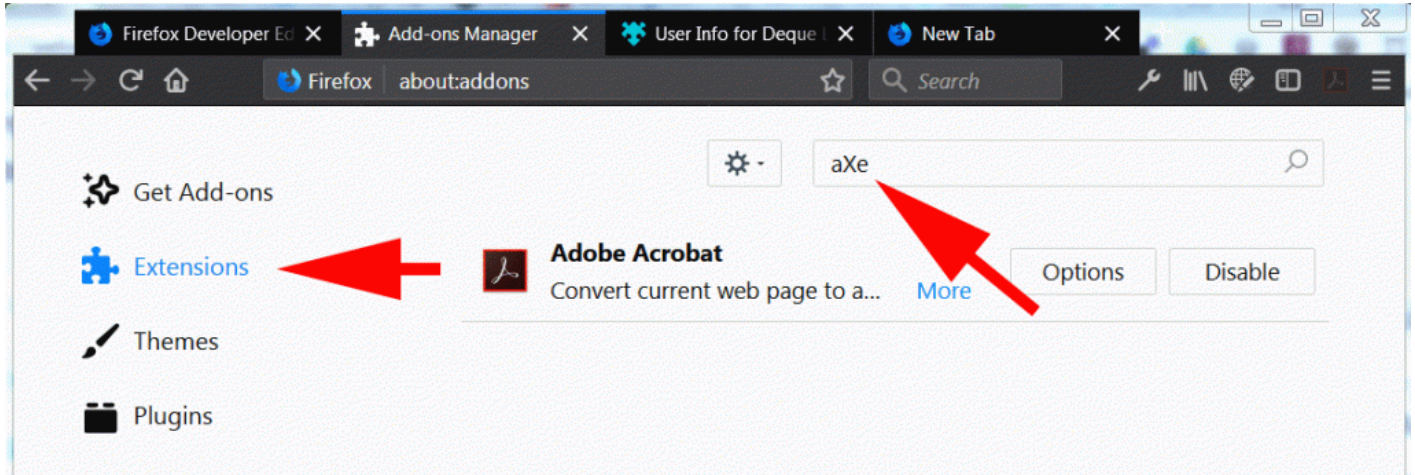 Firefox Developer Ed
Add-ons Manager
User Info for Deque
New Tab
Firefox about:addons
Search
aXe
Get Add-ons
Extensions
Themes
Plugins
Adobe Acrobat
Convert current web page to a...
More
Options
Disable